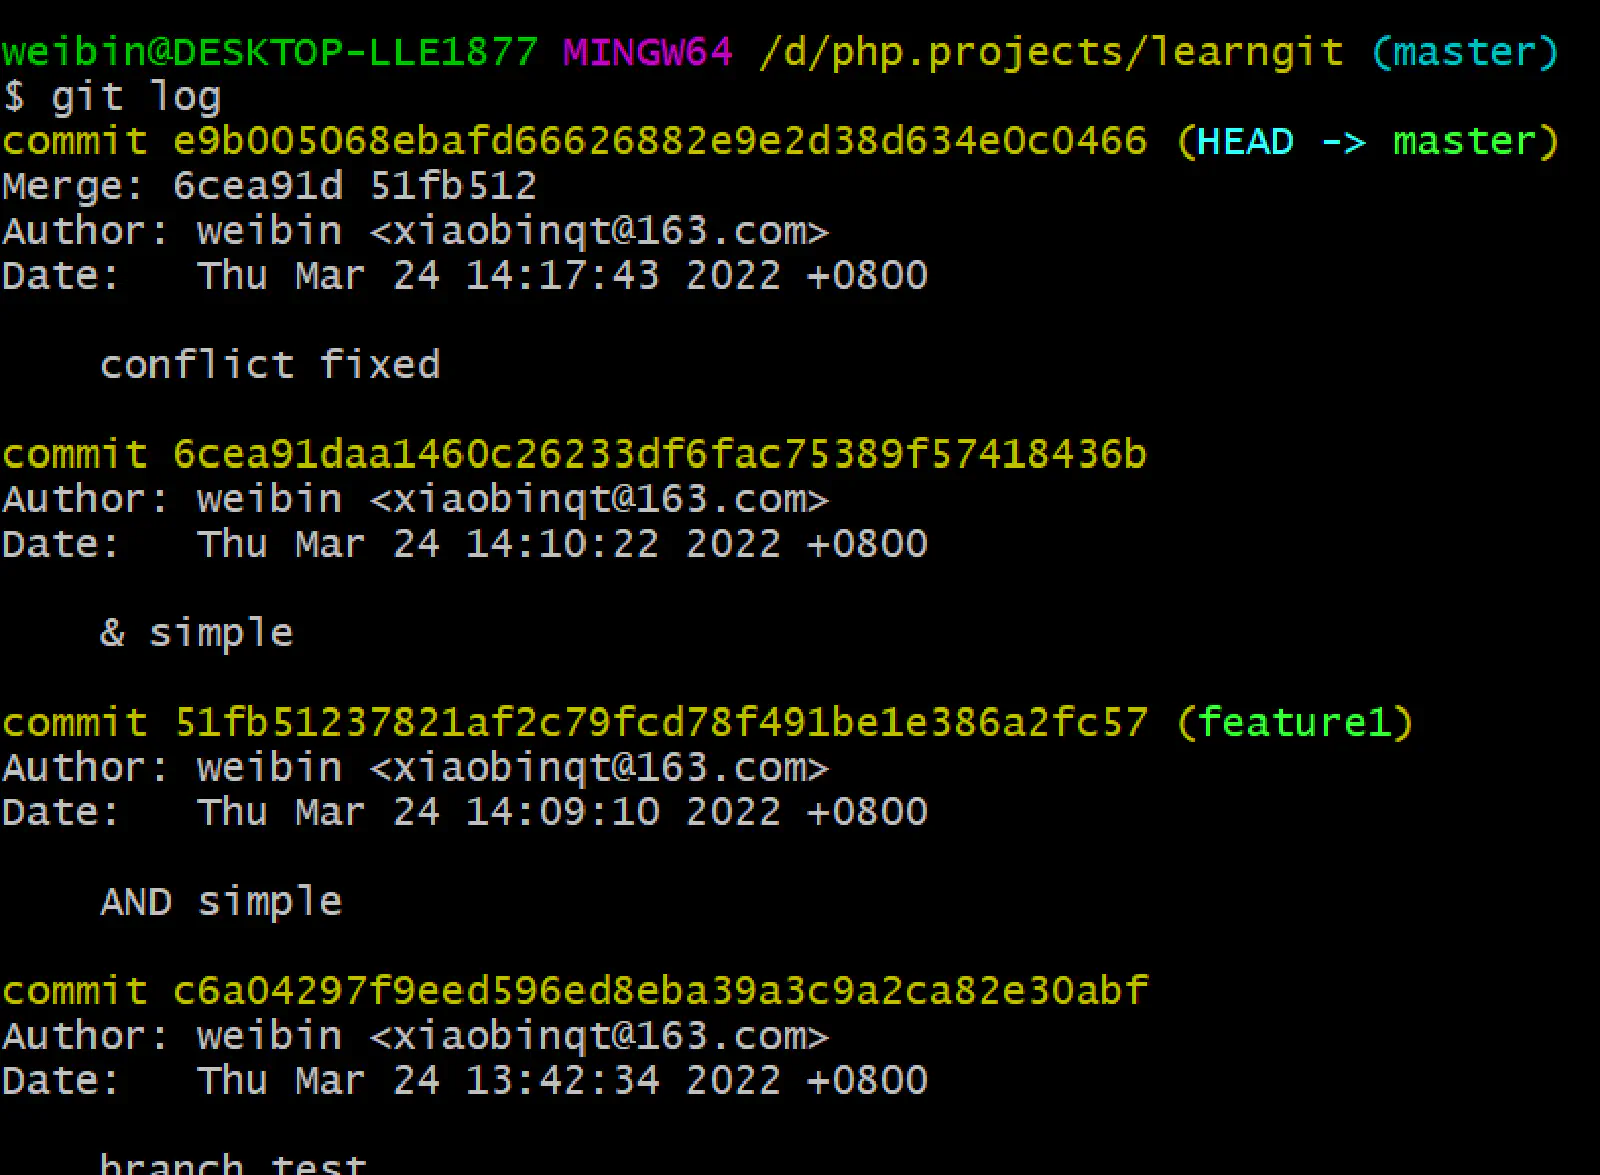 weibin@DESKTOP-LLE1877 MINGW64 /d/php.projects/learngit (master)
$ git log
commit e9b005068ebafd66626882e9e2d38d634e0c0466 (HEAD -> master)
Merge: 6cea91d 51fb512
Author: weibin <xiaobinqt@163.com>
Date:   Thu Mar 24 14:17:43 2022 +0800
conflict fixed
commit 6cea91daa1460c26233df6fac75389f57418436b
Author: weibin <xiaobinqt@163.com>
Date:   Thu Mar 24 14:10:22 2022 +0800
& simple
commit 51fb51237821af2c79fcd78f491be1e386a2fc57 (feature1)
Author: weibin <xiaobinqt@163.com>
Date:   Thu Mar 24 14:09:10 2022 +0800
AND simple
commit c6a04297f9eed596ed8eba39a3c9a2ca82e30abf
Author: weibin <xiaobinqt@163.com>
Date:   Thu Mar 24 13:42:34 2022 +0800
branch test